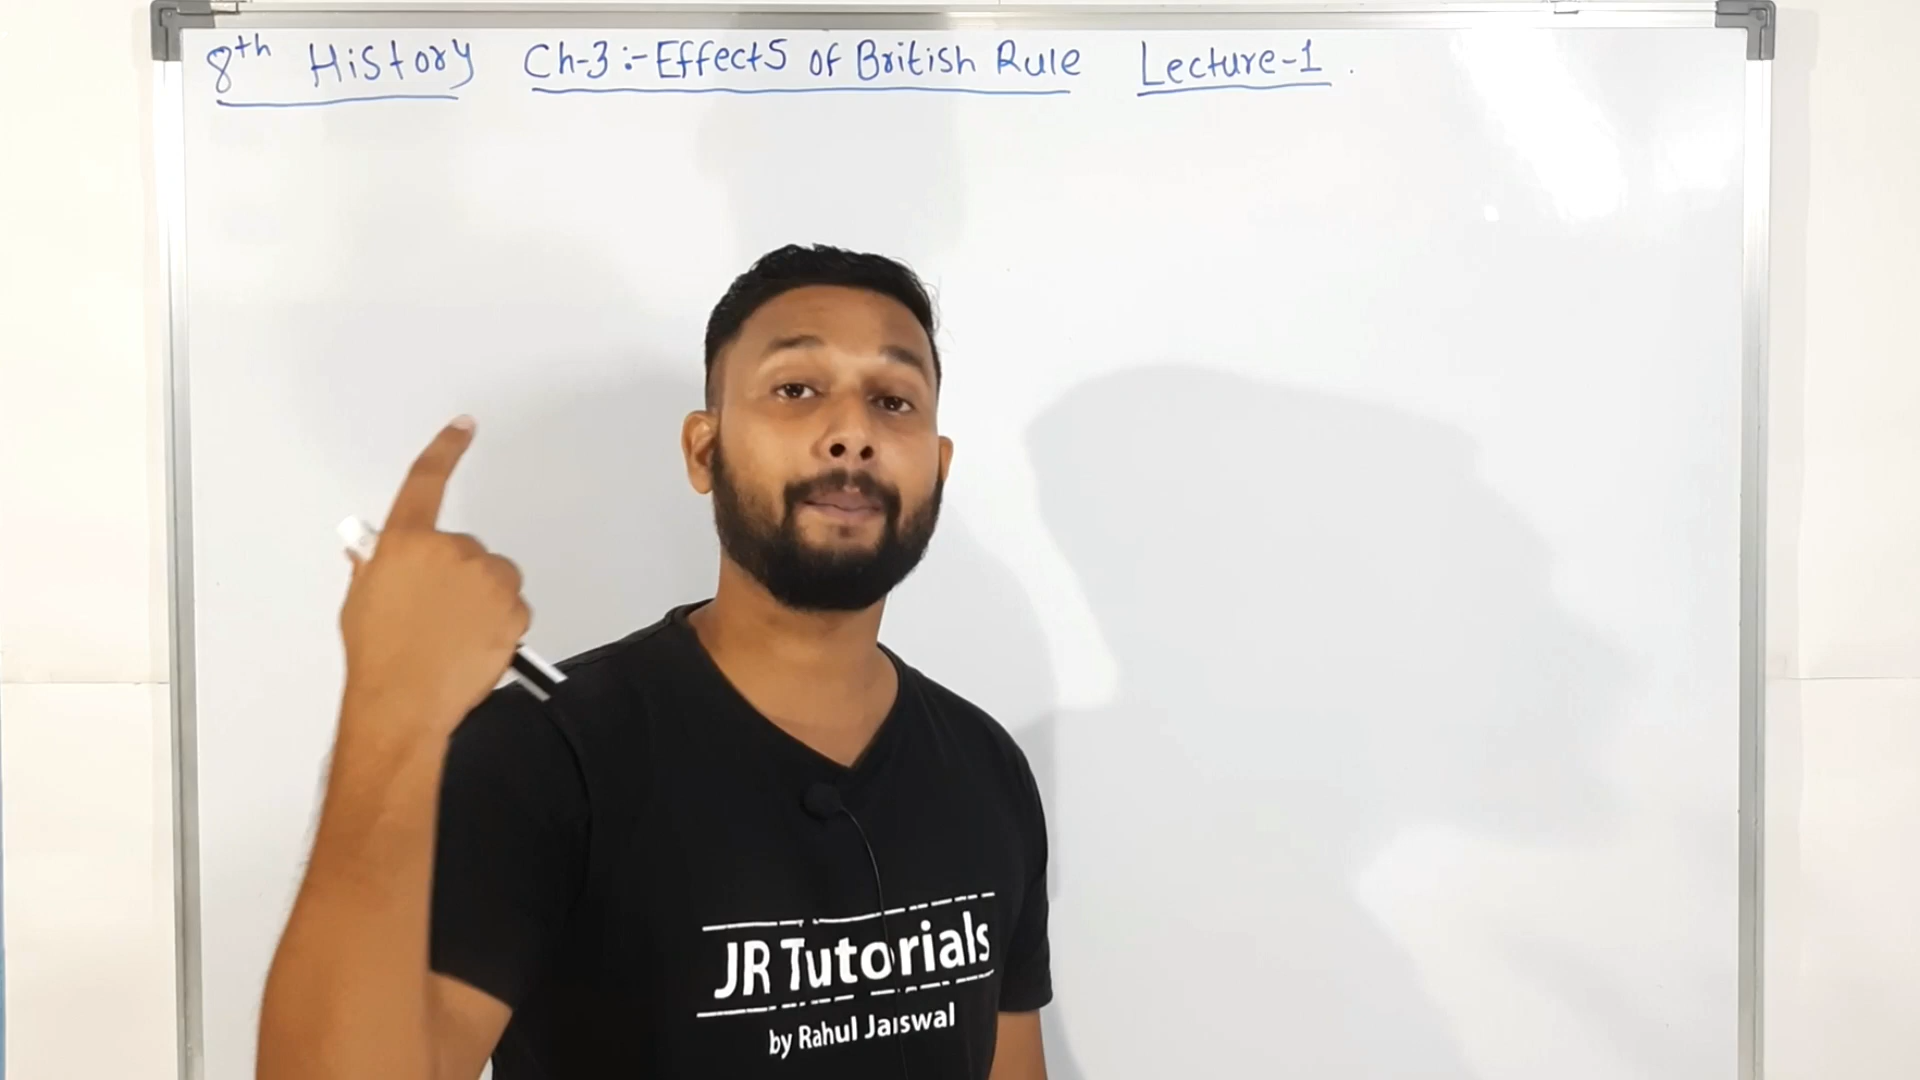 8th History Ch-3:- Effects of British Rule Lecture-1.
JR Tutorials
by Rahul Jaiswal